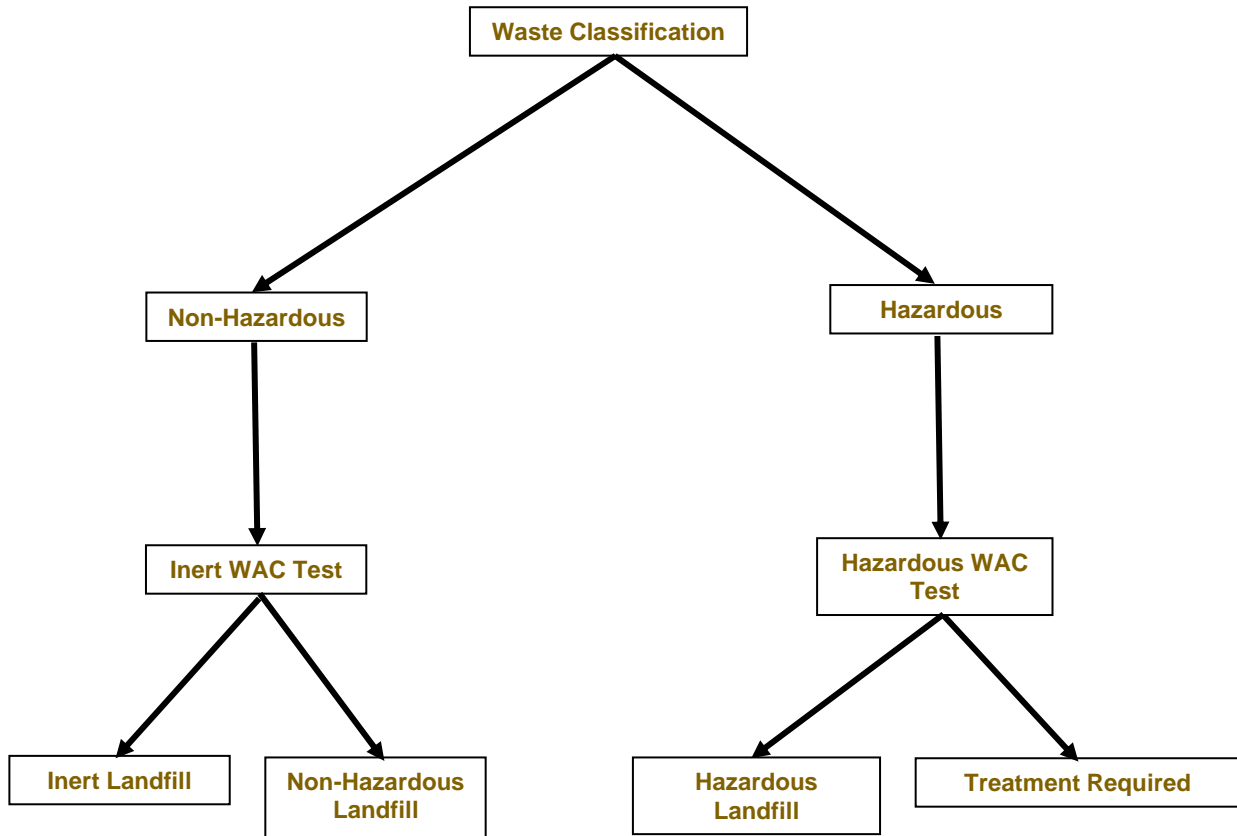 Waste Classification
Non-Hazardous
Hazardous
Inert WAC Test
Hazardous WAC
Test
Inert Landfill
Non-Hazardous
Landfill
Hazardous
Landfill
Treatment Required